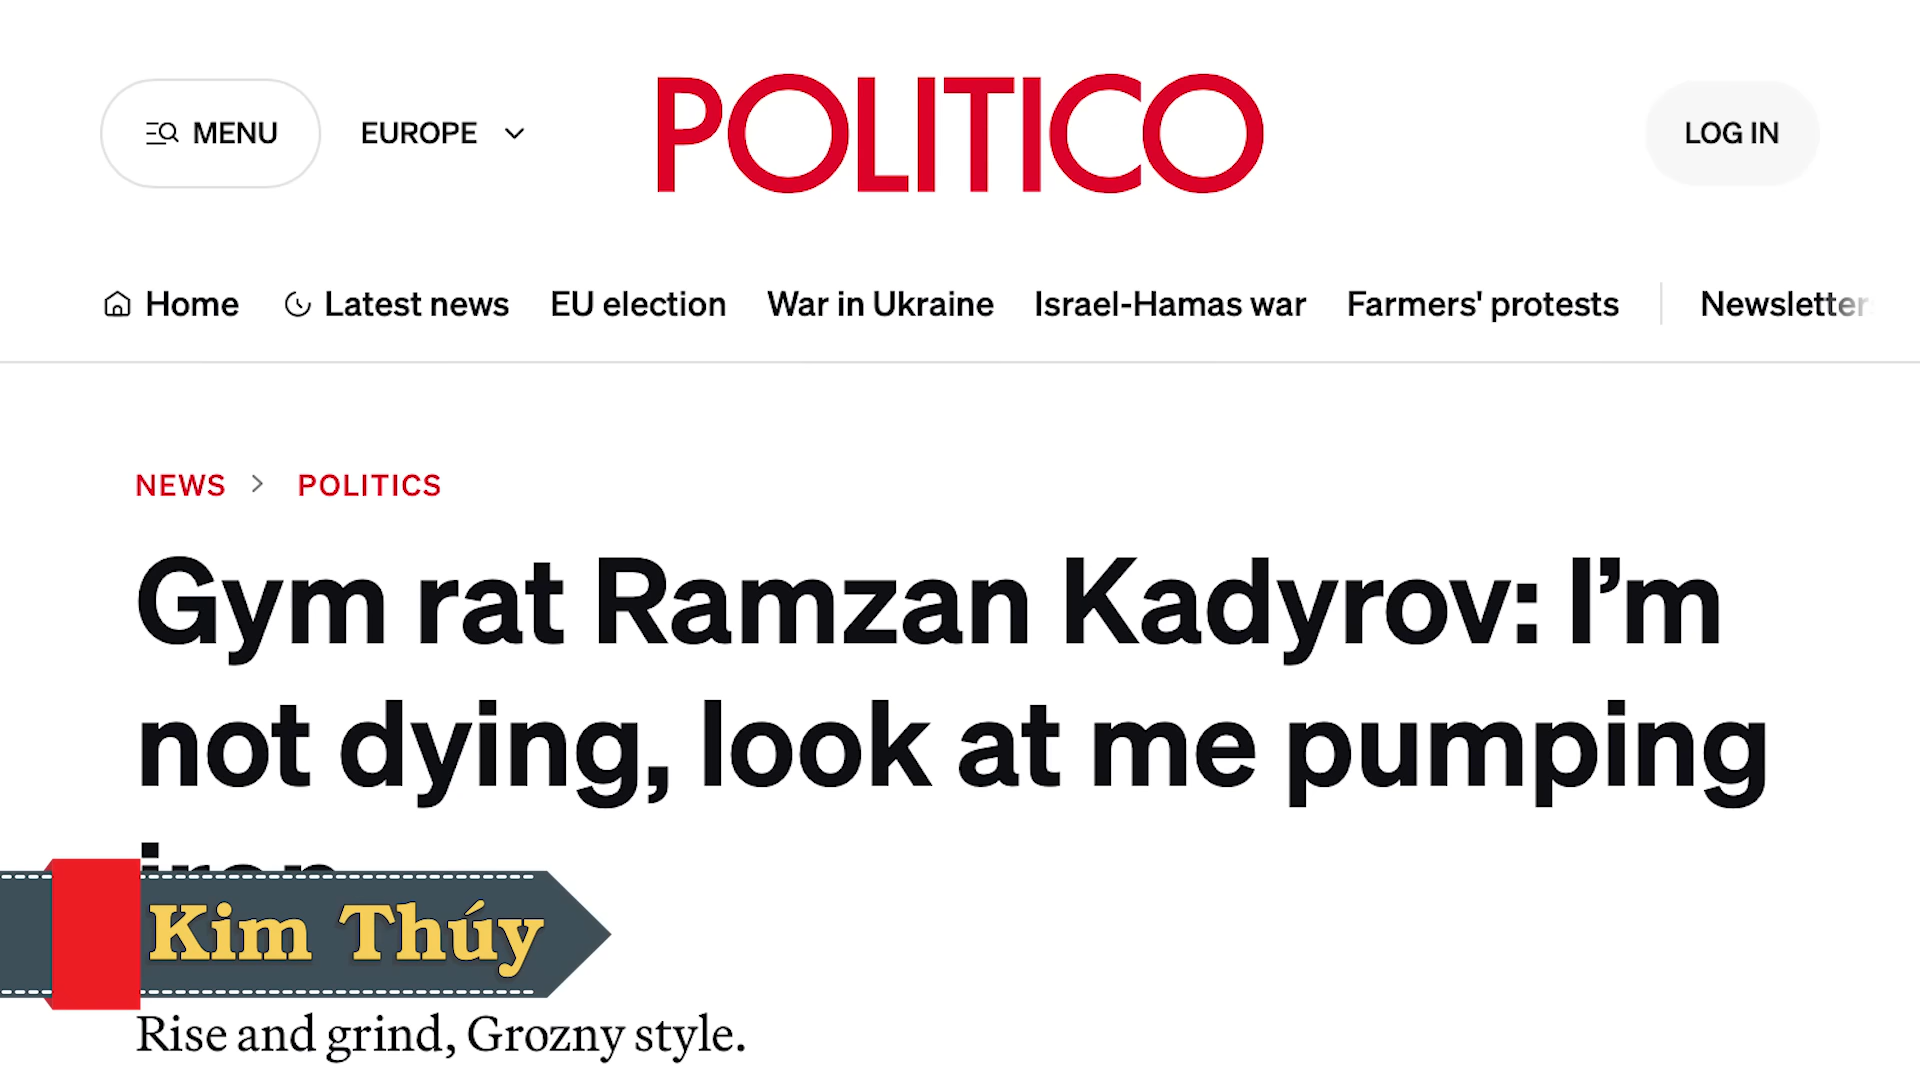 MENU
EUROPE
POLITICO
LOG IN
Home
Latest news
EU election
War in Ukraine
Israel-Hamas war
Farmers' protests
Newsletter
NEWS > POLITICS
Gym rat Ramzan Kadyrov: I’m
not dying, look at me pumping
Kim Thúy
Rise and grind, Grozny style.